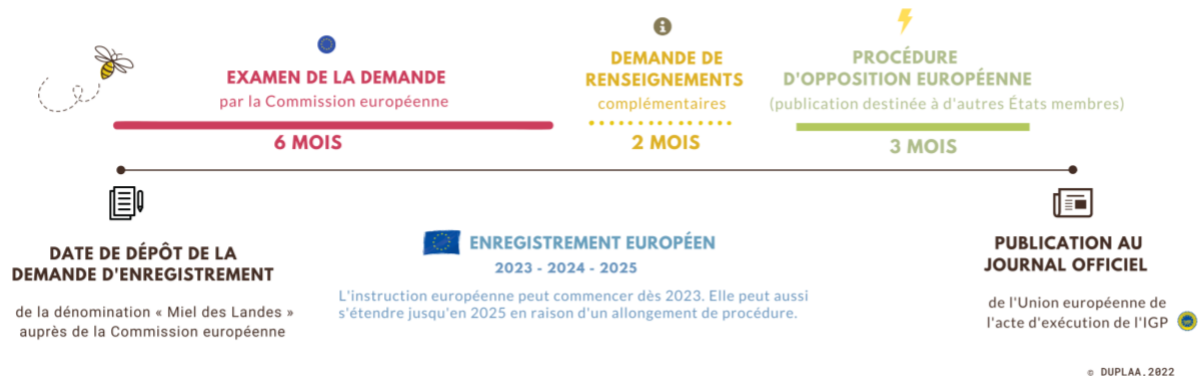 EXAMEN DE LA DEMANDE
par la Commission européenne
6 MOIS
DEMANDE DE
RENSEIGNEMENTS
complémentaires
2 MOIS
PROCÉDURE
D'OPPOSITION EUROPÉENNE
(publication destinée à d'autres États membres)
3 MOIS
DATE DE DÉPÔT DE LA
DEMANDE D'ENREGISTREMENT
de la dénomination « Miel des Landes »
auprès de la Commission européenne
ENREGISTREMENT EUROPÉEN
2023 - 2024 - 2025
L'instruction européenne peut commencer dès 2023. Elle peut aussi
s'étendre jusqu'en 2025 en raison d'un allongement de procédure.
PUBLICATION AU
JOURNAL OFFICIEL
de l'Union européenne de
l'acte d'exécution de l'IGP
© DUPLAA.2022